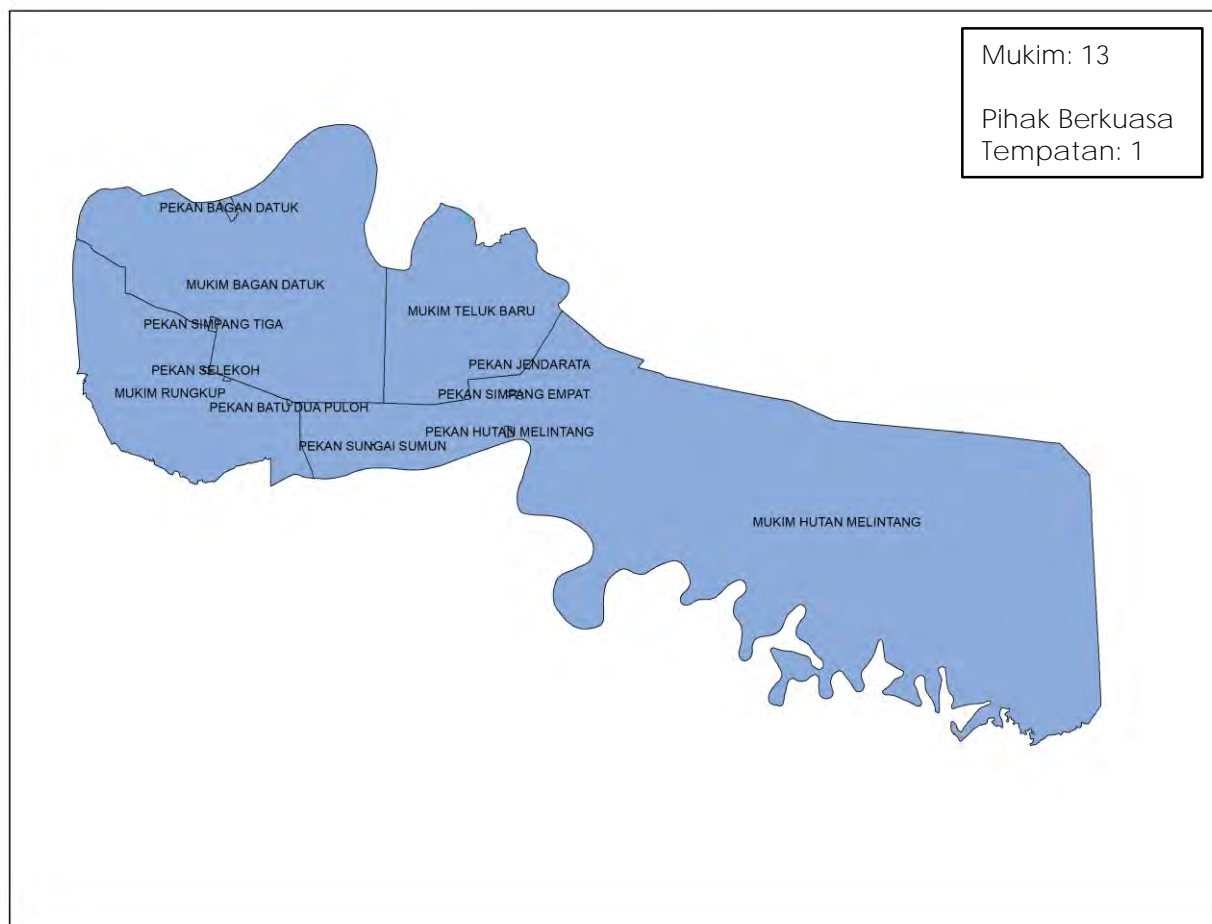 Mukim: 13
Pihak Berkuasa
Tempatan: 1
PEKAN BAGAN DATUK
MUKIM BAGAN DATUK
MUKIM TELUK BARU
PEKAN SIMPANG TIGA
PEKAN JENDARATA
PEKAN SELEKOH
MUKIM RUNGKUP
PEKAN SIMPANG EMPAT
PEKAN BATU DUA PULOH
PEKAN HUTAN MELINTANG
PEKAN SUNGAI SUMUN
MUKIM HUTAN MELINTANG